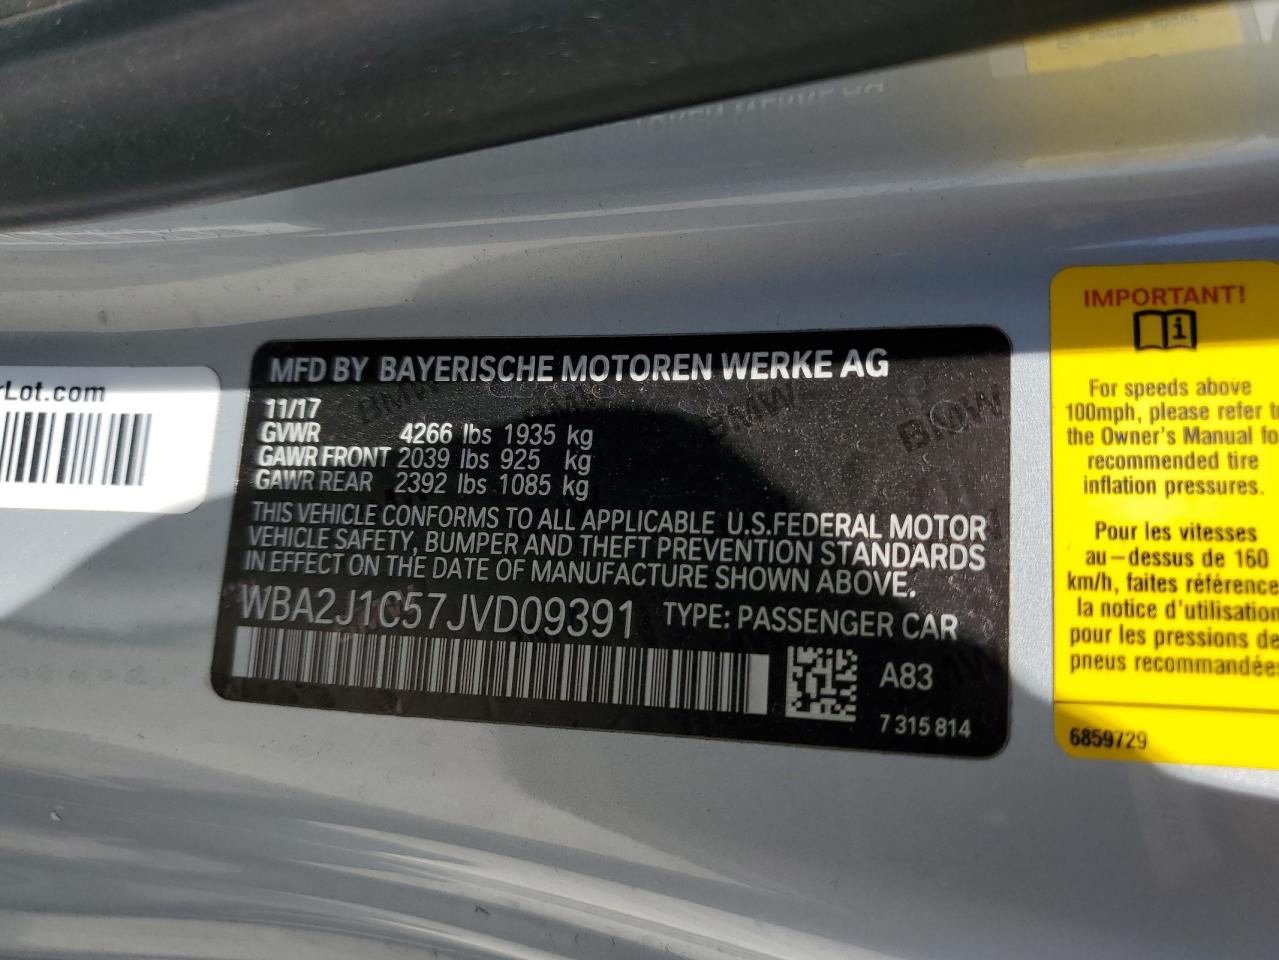 rLot.com
MFD BY BAYERISCHE MOTOREN WERKE AG
11/17
GVWR 4266 lbs 1935 kg
GAWR FRONT 2039 lbs 925 kg
GAWR REAR 2392 lbs 1085 kg
THIS VEHICLE CONFORMS TO ALL APPLICABLE U.S.FEDERAL MOTOR
VEHICLE SAFETY, BUMPER AND THEFT PREVENTION STANDARDS
IN EFFECT ON THE DATE OF MANUFACTURE SHOWN ABOVE.
WBA2J1C57JVD09391 TYPE: PASSENGER CAR
A83
7 315 814
BMW
BMW
BMW
IMPORTANT!
For speeds above
100mph, please refer t
the Owner's Manual fo
recommended tire
inflation pressures.
Pour les vitesses
au-dessus de 160
km/h, faites référence
la notice d'utilisation
pour les pressions de
pneus recommandée
6859729